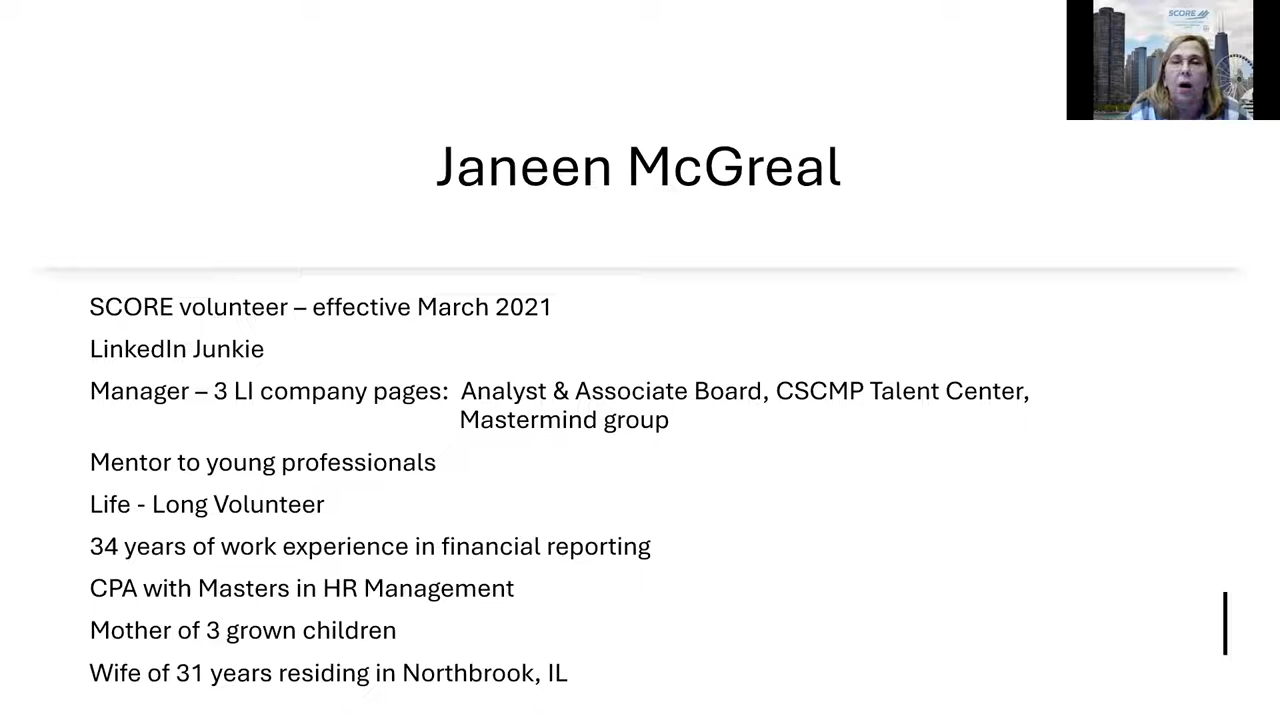 SCORE
Janeen McGreal
SCORE volunteer – effective March 2021
LinkedIn Junkie
Manager – 3 LI company pages: Analyst & Associate Board, CSCMP Talent Center,
Mastermind group
Mentor to young professionals
Life - Long Volunteer
34 years of work experience in financial reporting
CPA with Masters in HR Management
Mother of 3 grown children
Wife of 31 years residing in Northbrook, IL